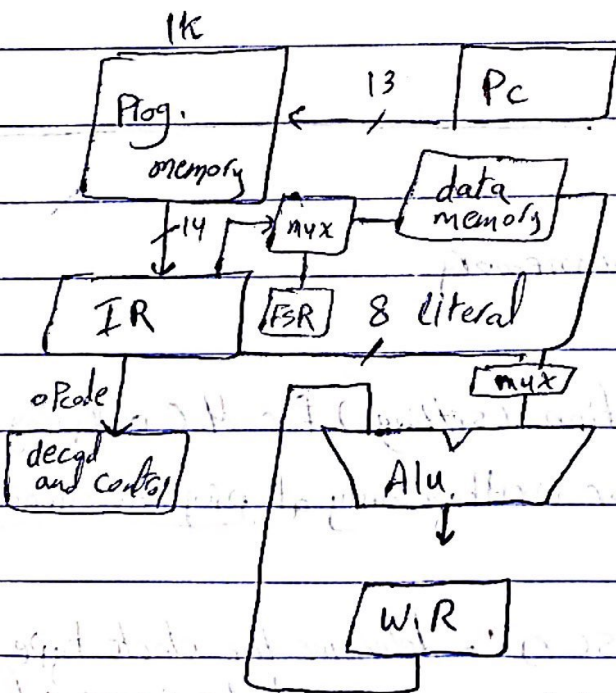 1K
Prog.
memory
13
Pc
14
mux
data
memory
IR
FSR
8 literal
mux
opcode
decod
and control
Alu
W.R.